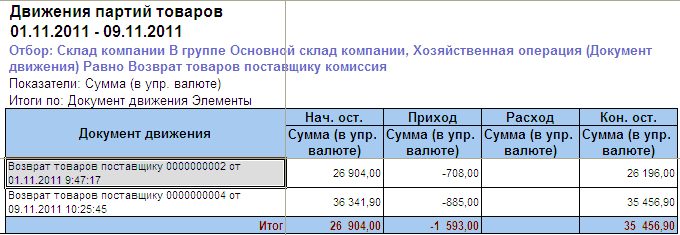 Движения партий товаров
01.11.2011 - 09.11.2011
Отбор: Склад компании В группе Основной склад компании, Хозяйственная операция (Документ
движения) Равно Возврат товаров поставщику комиссия
Показатели: Сумма (в упр. валюте)
Итоги по: Документ движения Элементы
Документ движения Нач. ост. Приход Расход Кон. ост.
Сумма (в упр. валюте) Сумма (в упр. валюте) Сумма (в упр. валюте) Сумма (в упр. валюте)
Возврат товаров поставщику 0000000002 от
01.11.2011 9:47:17 26 904,00 -708,00 26 196,00
Возврат товаров поставщику 0000000004 от
09.11.2011 10:25:45 36 341,90 -885,00 35 456,90
Итог 26 904,00 -1 593,00 35 456,90